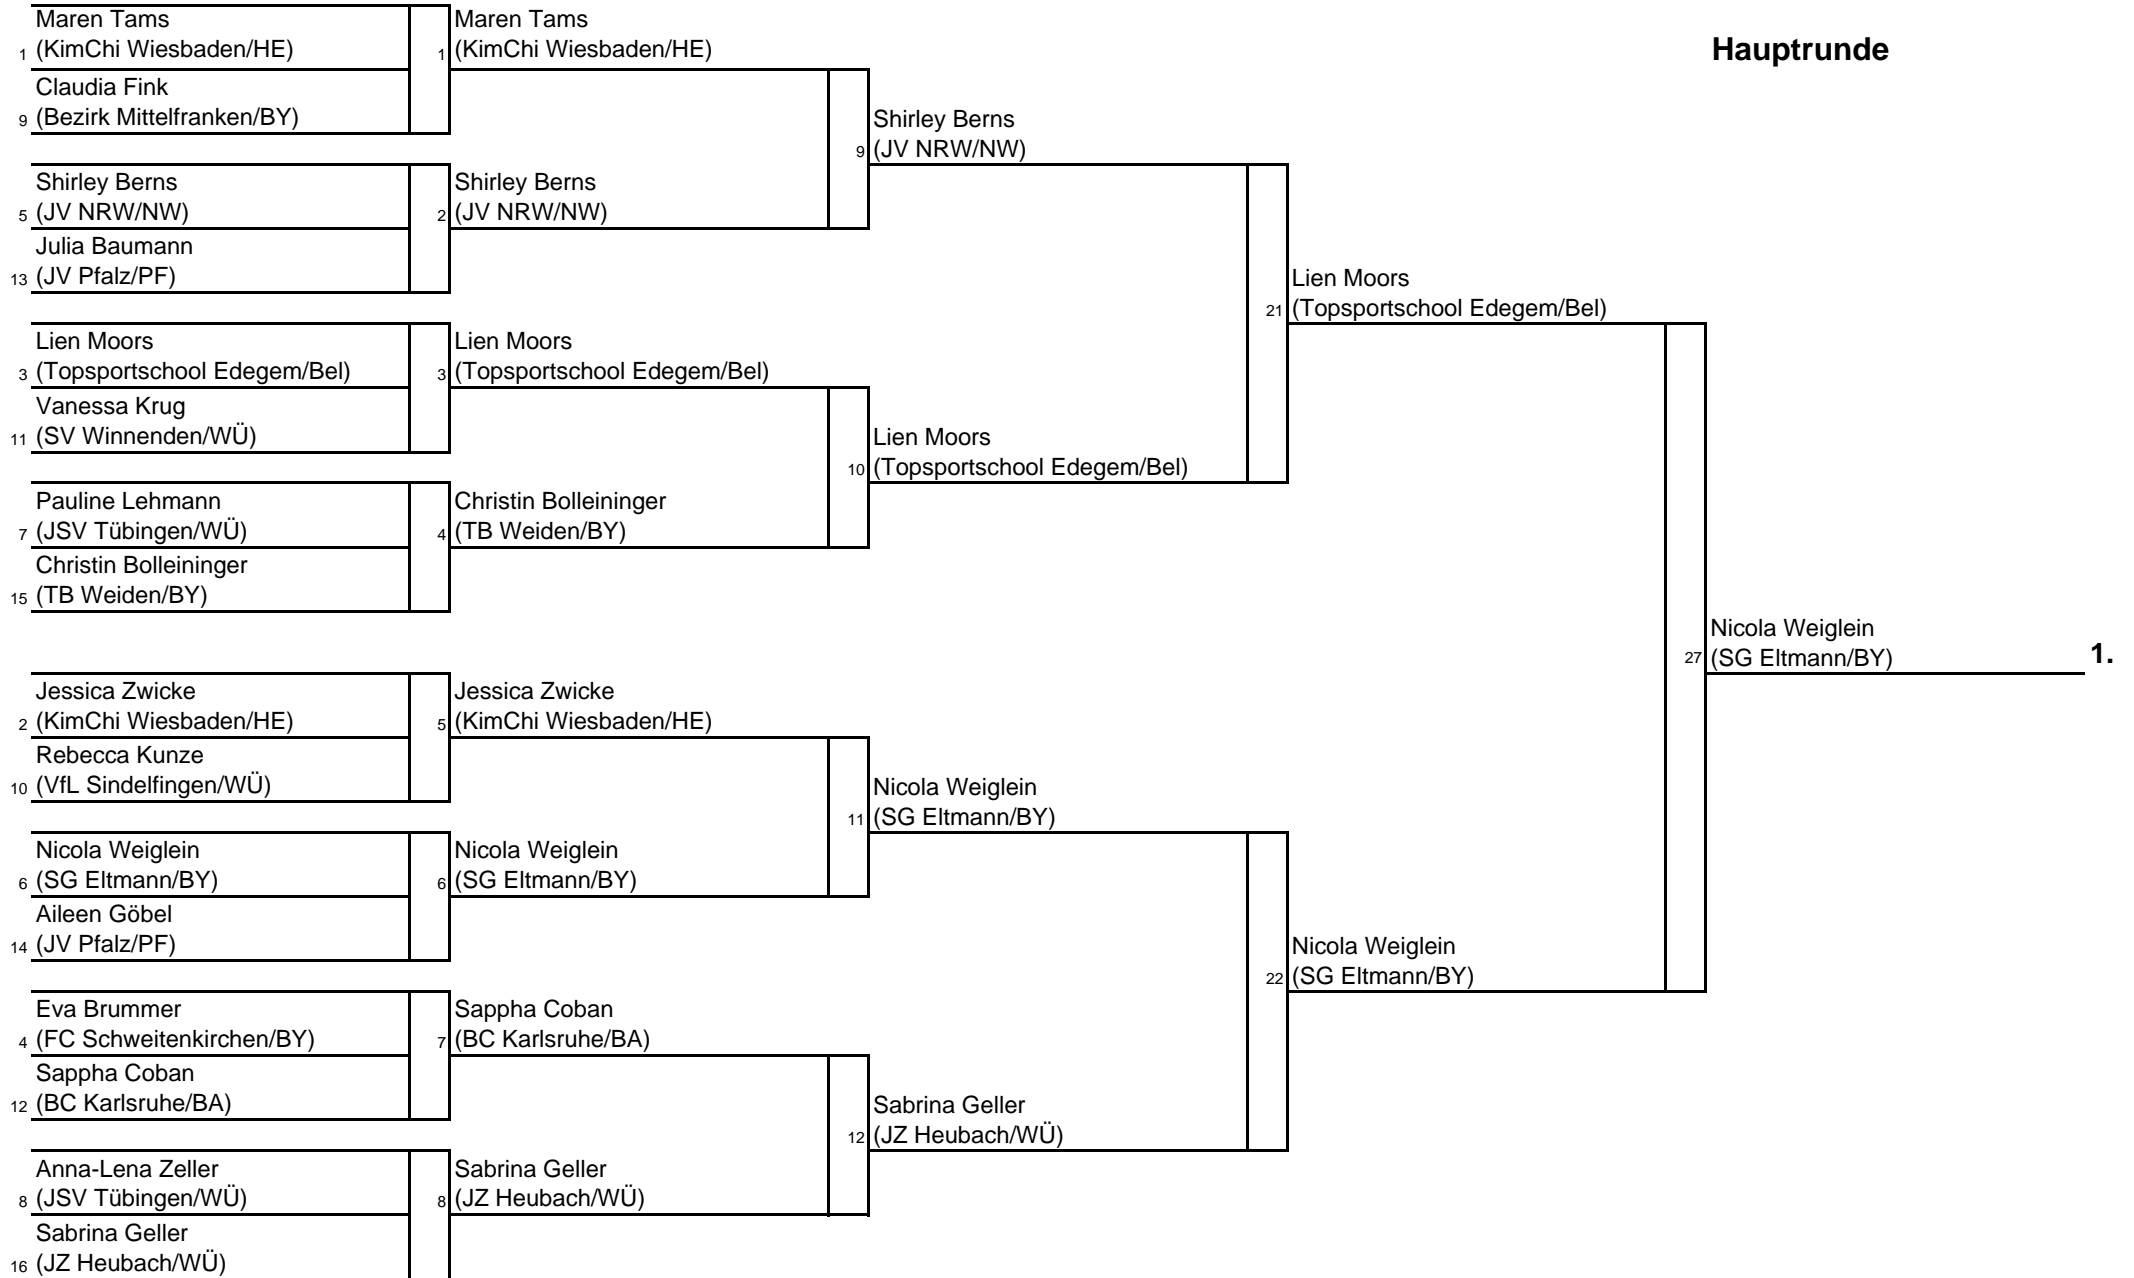 Hauptrunde
Maren Tams
1 (KimChi Wiesbaden/HE)
Claudia Fink
9 (Bezirk Mittelfranken/BY)
Shirley Berns
5 (JV NRW/NW)
Julia Baumann
13 (JV Pfalz/PF)
Lien Moors
3 (Topsportschool Edegem/Bel)
Vanessa Krug
11 (SV Winnenden/WÜ)
Pauline Lehmann
7 (JSV Tübingen/WÜ)
Christin Bolleininger
15 (TB Weiden/BY)
Jessica Zwicke
2 (KimChi Wiesbaden/HE)
Rebecca Kunze
10 (VfL Sindelfingen/WÜ)
Nicola Weiglein
6 (SG Eltmann/BY)
Aileen Göbel
14 (JV Pfalz/PF)
Eva Brummer
4 (FC Schweitenkirchen/BY)
Sappha Coban
12 (BC Karlsruhe/BA)
Anna-Lena Zeller
8 (JSV Tübingen/WÜ)
Sabrina Geller
16 (JZ Heubach/WÜ)
Maren Tams
1 (KimChi Wiesbaden/HE)
Shirley Berns
2 (JV NRW/NW)
Lien Moors
3 (Topsportschool Edegem/Bel)
Christin Bolleininger
4 (TB Weiden/BY)
Jessica Zwicke
5 (KimChi Wiesbaden/HE)
Nicola Weiglein
6 (SG Eltmann/BY)
Sappha Coban
7 (BC Karlsruhe/BA)
Sabrina Geller
8 (JZ Heubach/WÜ)
Shirley Berns
9 (JV NRW/NW)
Lien Moors
10 (Topsportschool Edegem/Bel)
Nicola Weiglein
11 (SG Eltmann/BY)
Sabrina Geller
12 (JZ Heubach/WÜ)
Lien Moors
21 (Topsportschool Edegem/Bel)
Nicola Weiglein
22 (SG Eltmann/BY)
Nicola Weiglein
27 (SG Eltmann/BY) 1.